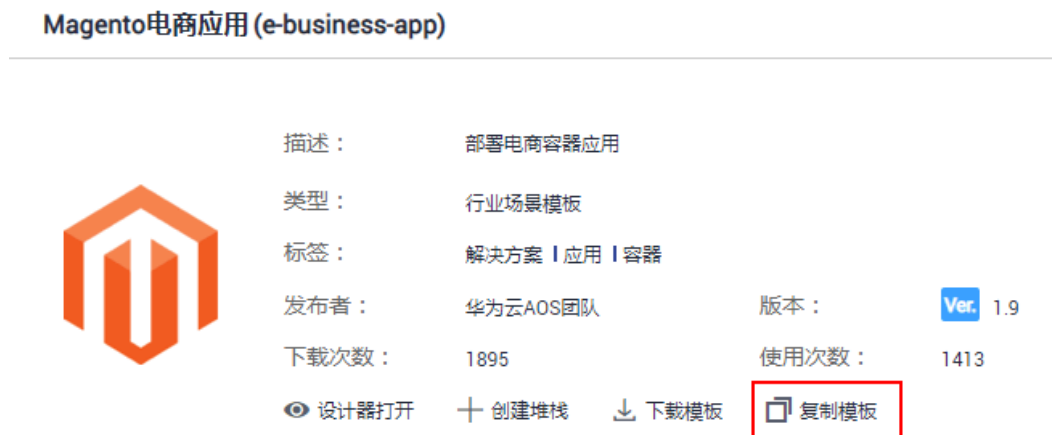 Magento电商应用 (e-business-app)
描述： 部署电商容器应用
类型： 行业场景模板
标签： 解决方案 | 应用 | 容器
发布者： 华为云AOS团队 版本： Ver. 1.9
下载次数： 1895 使用次数： 1413
设计器打开 创建堆栈 下载模板 复制模板